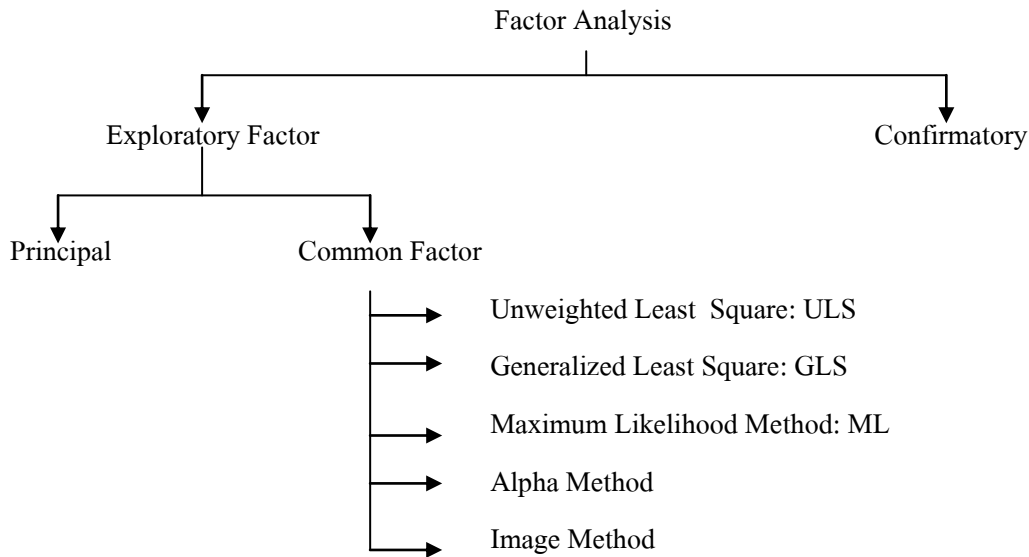 Factor Analysis
Exploratory Factor
Confirmatory
Principal
Common Factor
Unweighted Least Square: ULS
Generalized Least Square: GLS
Maximum Likelihood Method: ML
Alpha Method
Image Method